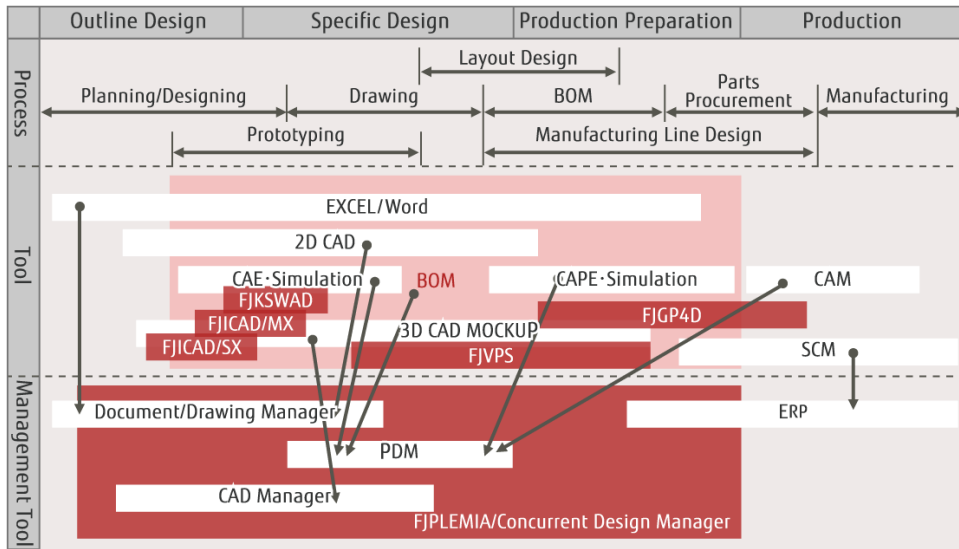 Outline Design
Specific Design
Production Preparation
Production
Process
Layout Design
Planning/Designing
Drawing
BOM
Parts
Procurement
Manufacturing
Prototyping
Manufacturing Line Design
Tool
EXCEL/Word
2D CAD
CAE･Simulation
BOM
CAPE･Simulation
CAM
FJKSWAD
FJICAD/MX
3D CAD MOCKUP
FJGP4D
FJICAD/SX
FJVPS
SCM
Management Tool
Document/Drawing Manager
ERP
PDM
CAD Manager
FJPLEMIA/Concurrent Design Manager